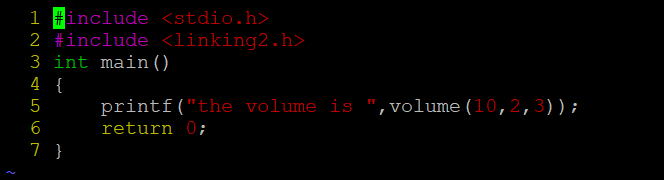 1 #include <stdio.h>
2 #include <linking2.h>
3 int main()
4 {
5     printf("the volume is ",volume(10,2,3));
6     return 0;
7 }
~